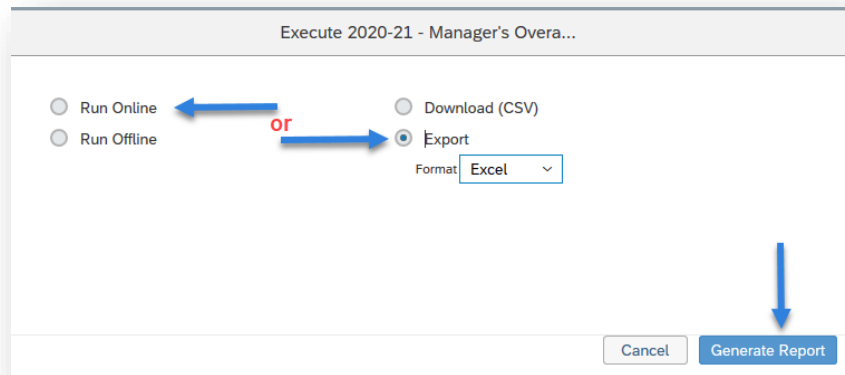 Execute 2020-21 - Manager's Overa...
Run Online
Download (CSV)
or
Run Offline
Export
Format Excel
Cancel
Generate Report